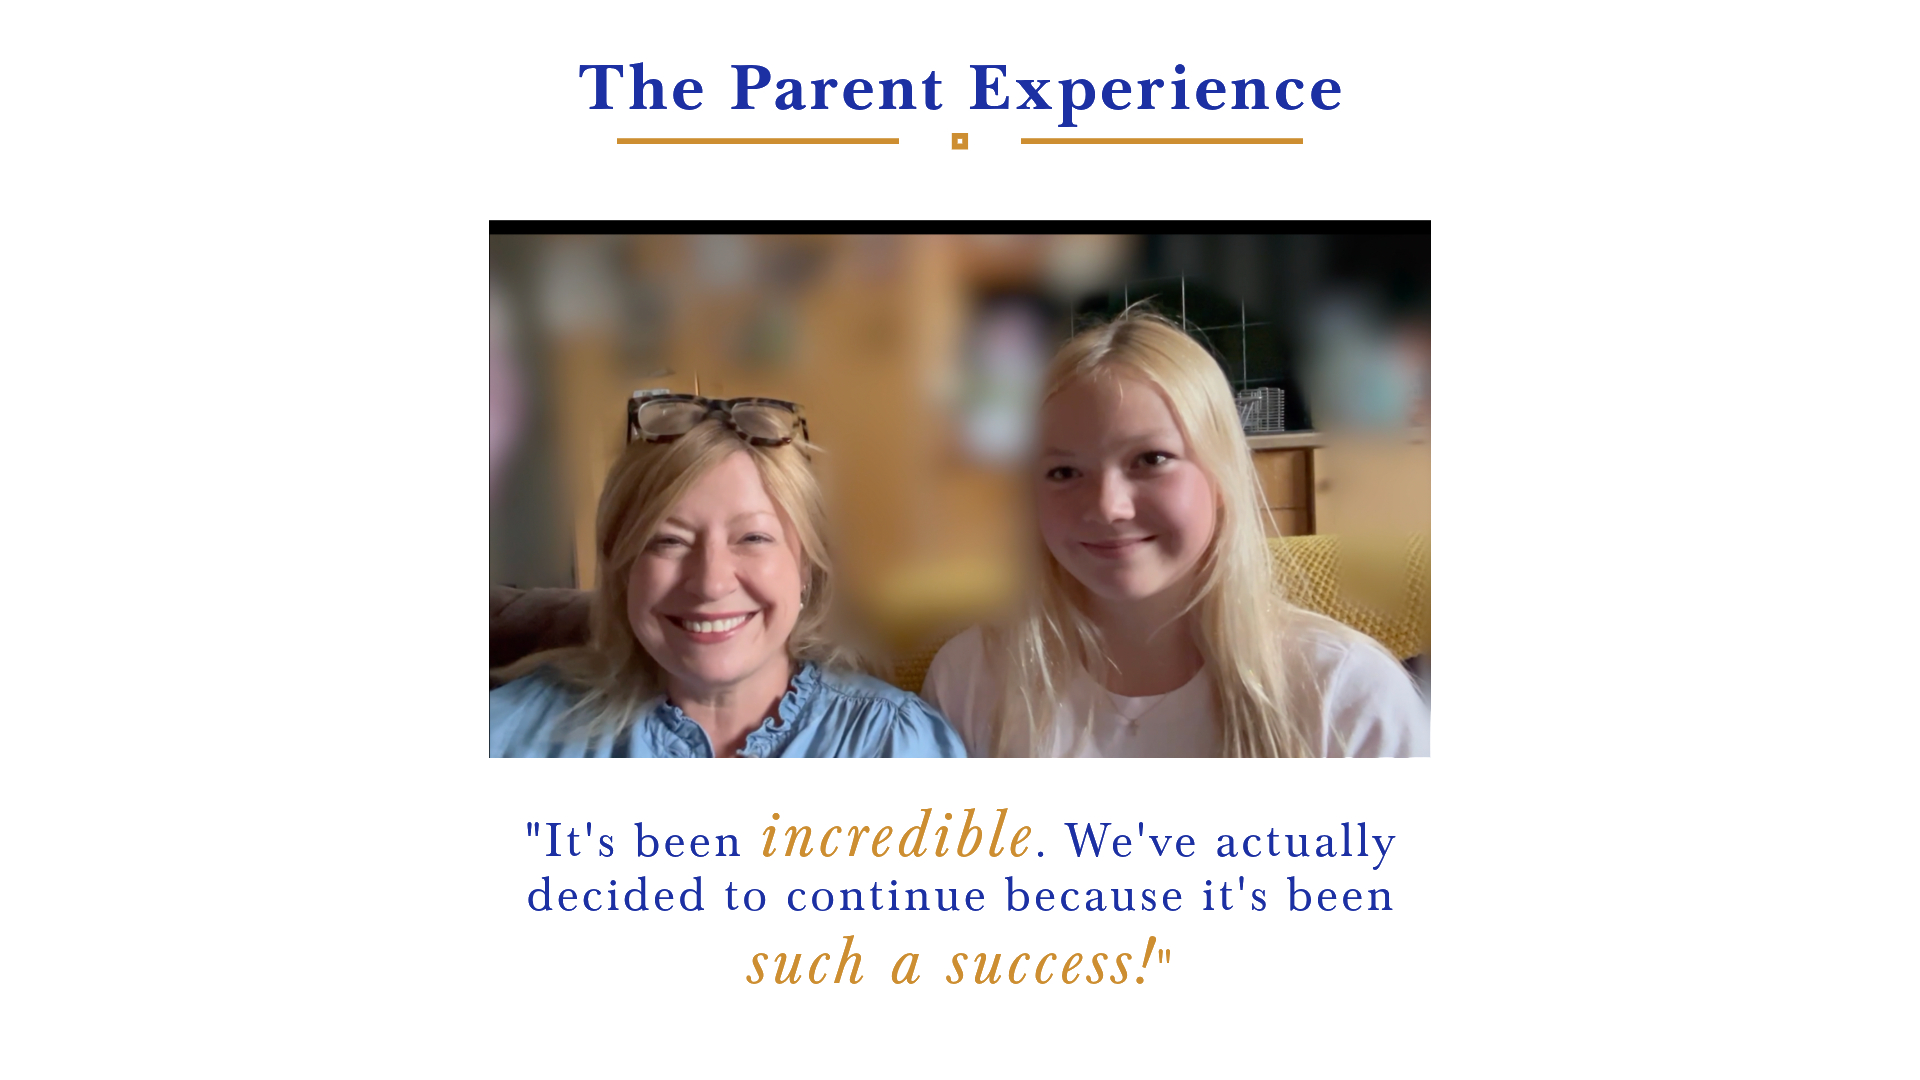 The Parent Experience
"It's been incredible. We've actually
decided to continue because it's been
such a success!"